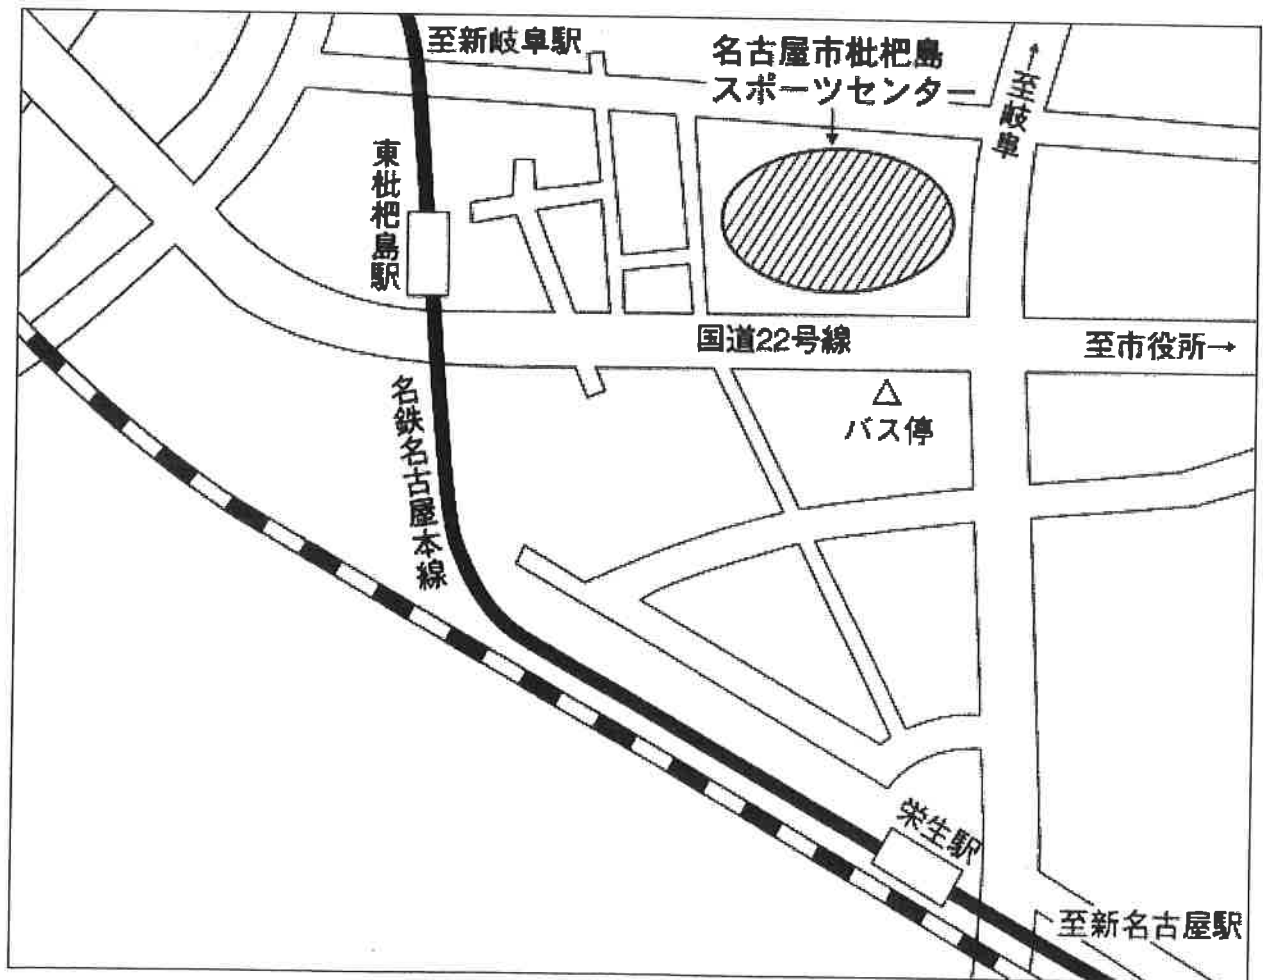 至新岐阜駅
名古屋市枇杷島
スポーツセンター
↑至岐阜
東枇杷島駅
国道22号線
至市役所→
バス停
名鉄名古屋本線
栄生駅
至新名古屋駅